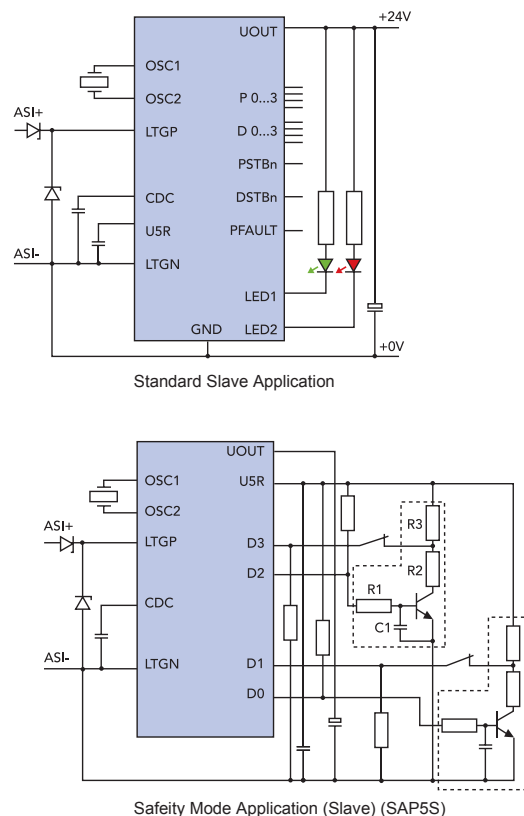 UOUT
+24V
OSC1
OSC2
P 0...3
ASI+
LTGP
D 0...3
PSTBn
CDC
DSTBn
U5R
PFAULT
ASI-
LTGN
LED1
GND
LED2
+0V
Standard Slave Application
UOUT
OSC1
U5R
OSC2
ASI+
LTGP
D3
R3
D2
R2
CDC
R1
C1
ASI-
LTGN
D1
D0
Safeity Mode Application (Slave) (SAP5S)